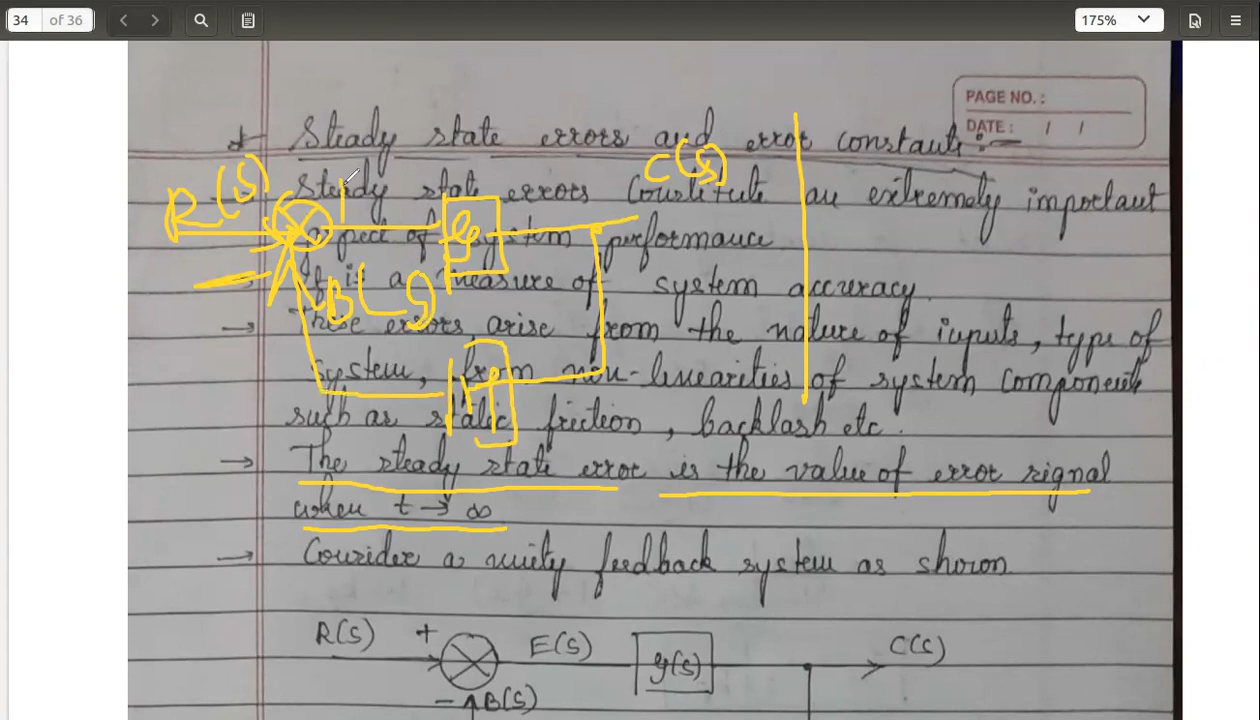 34 of 36
175%
PAGE NO. :
DATE : / /
* Steady state errors and error constants :-
Steady state errors Constitute an extremely important
aspect of system performance
→ It is a measure of system accuracy.
→ These errors arise from the nature of inputs, type of
system, from non-linearities of system components
such as static friction, backlash etc.
→ The steady state error is the value of error signal
when t → ∞
→ Consider a unity feedback system as shown
R(S) C(S)
G
B(S)
H
R(S) + E(S) G(S) C(S)
- B(S)